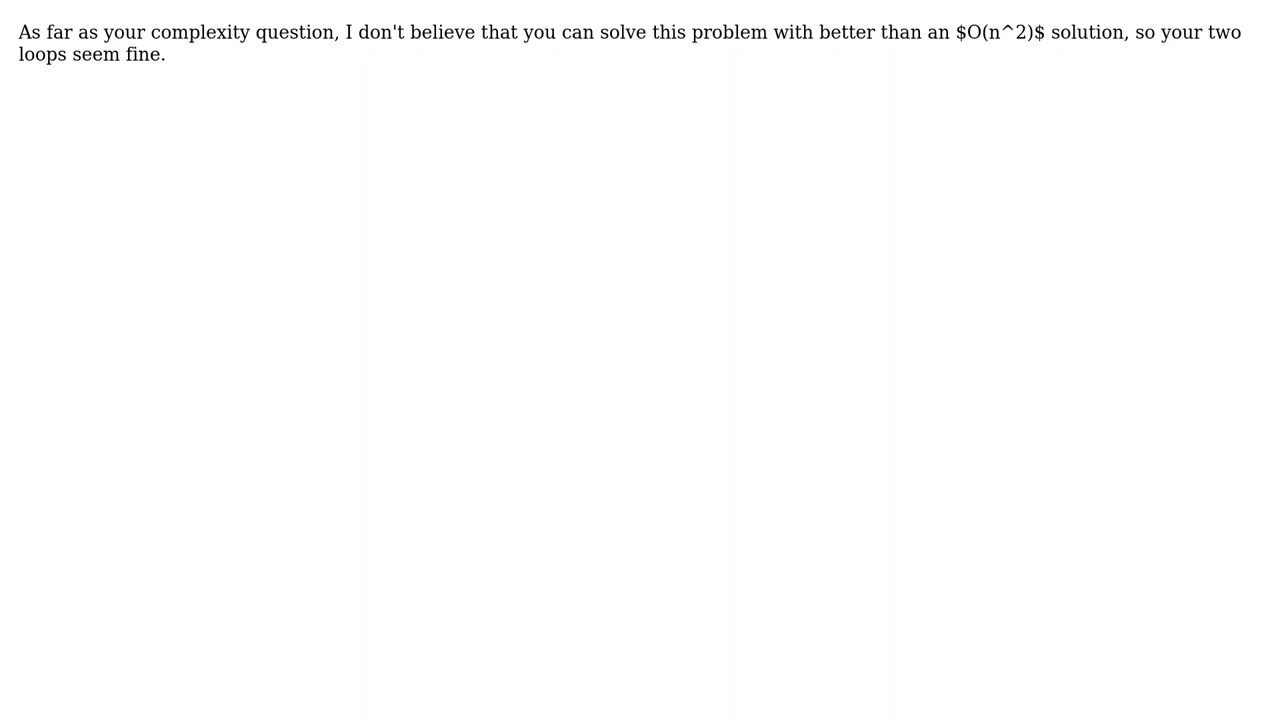 As far as your complexity question, I don't believe that you can solve this problem with better than an $O(n^2)$ solution, so your two
loops seem fine.